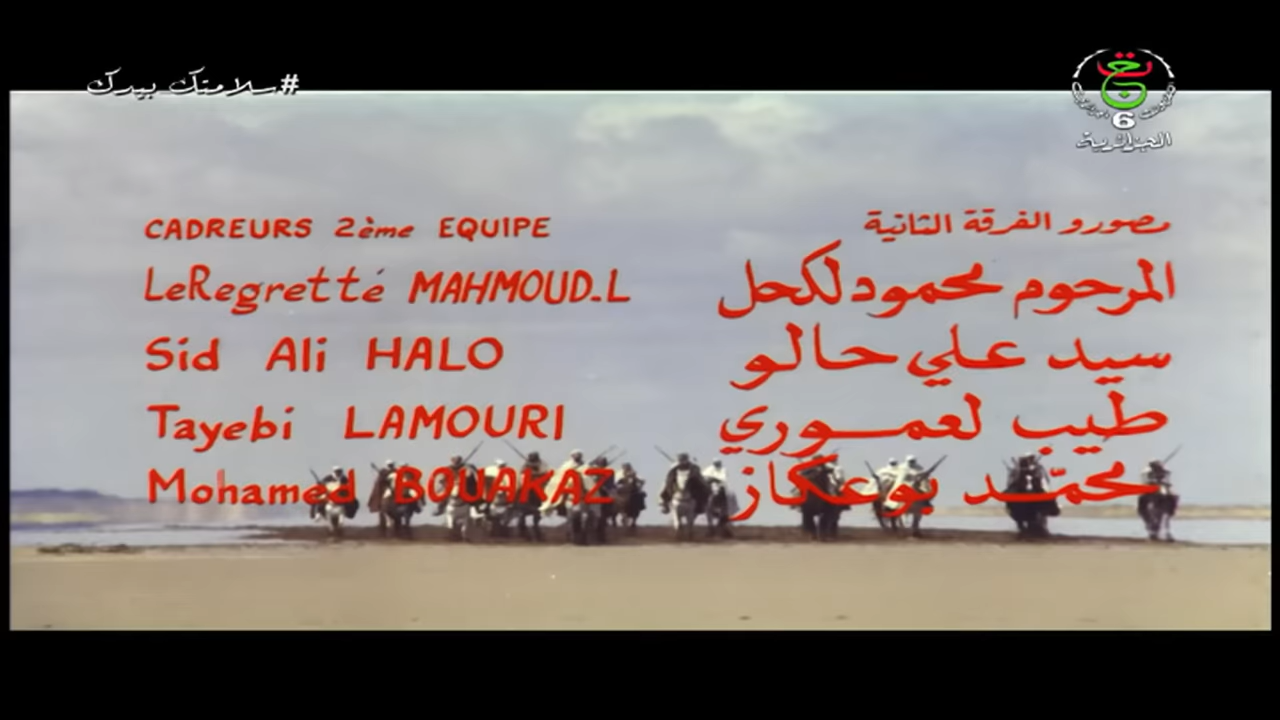 #سلامتك بيدك
6
الجزائرية
CADREURS 2ème EQUIPE
مصورو الفرقة الثانية
LeRegretté MAHMOUD.L
المرحوم محمود لكحل
Sid Ali HALO
سيد علي حالو
Tayebi LAMOURI
طيب لعموري
Mohamed BOUAKAZ
محمّد بوعكاز